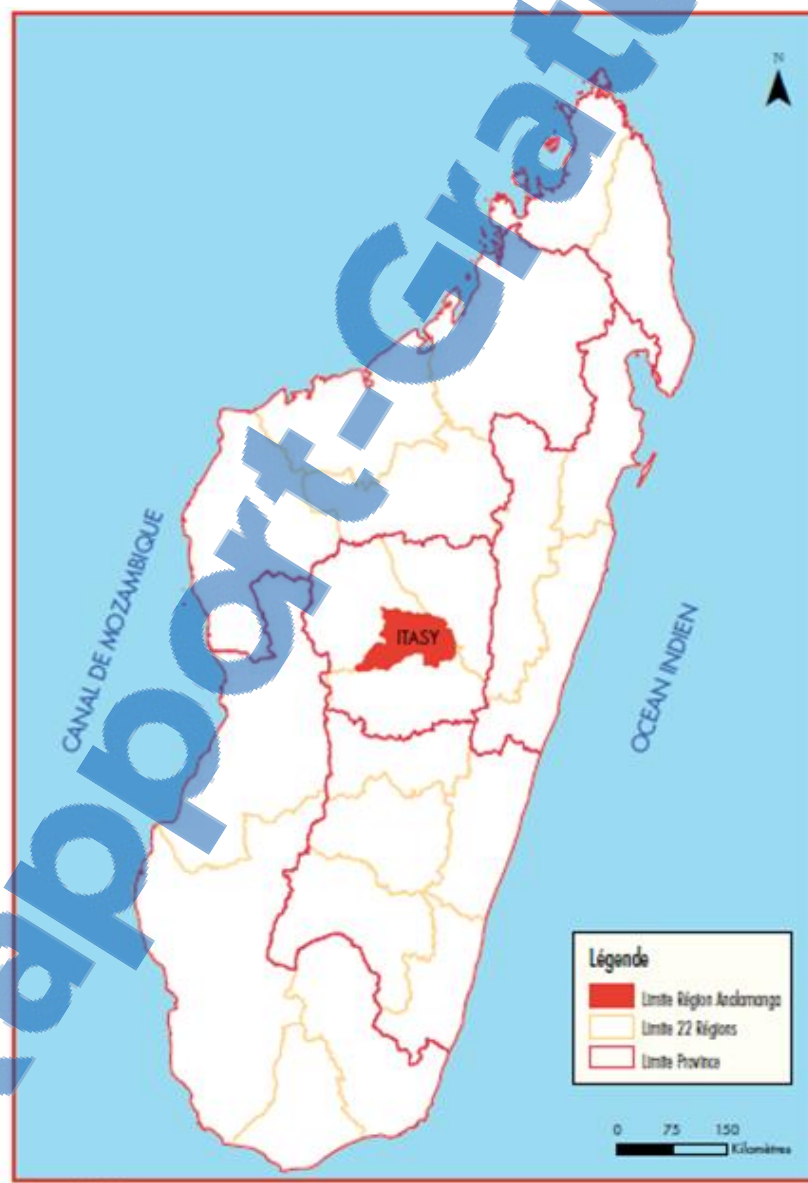 N
Rapport-Gratuit
ITASY
CANAL DE MOZAMBIQUE
OCEAN INDIEN
Légende
Limite Région Analamanga
Limite 22 Régions
Limite Province
0 75 150
Kilomètres